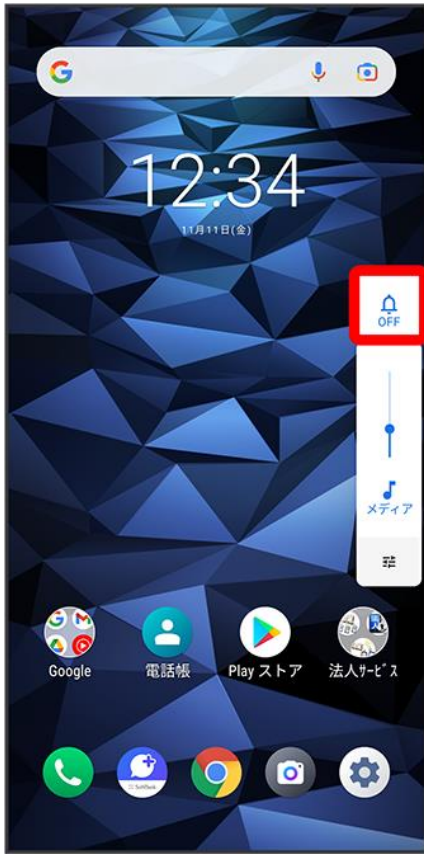 12:34
11月11日(金)
OFF
メディア
Google
電話帳
Play ストア
法人ｻｰﾋﾞｽ
SoftBank